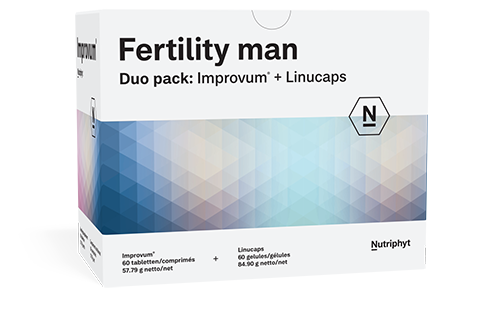 Improvum®
Fertility man
Duo pack: Improvum® + Linucaps
N
Nutriphyt
Improvum®
60 tabletten/comprimés
57.79 g netto/net
+
Linucaps
60 gelules/gélules
84.90 g netto/net